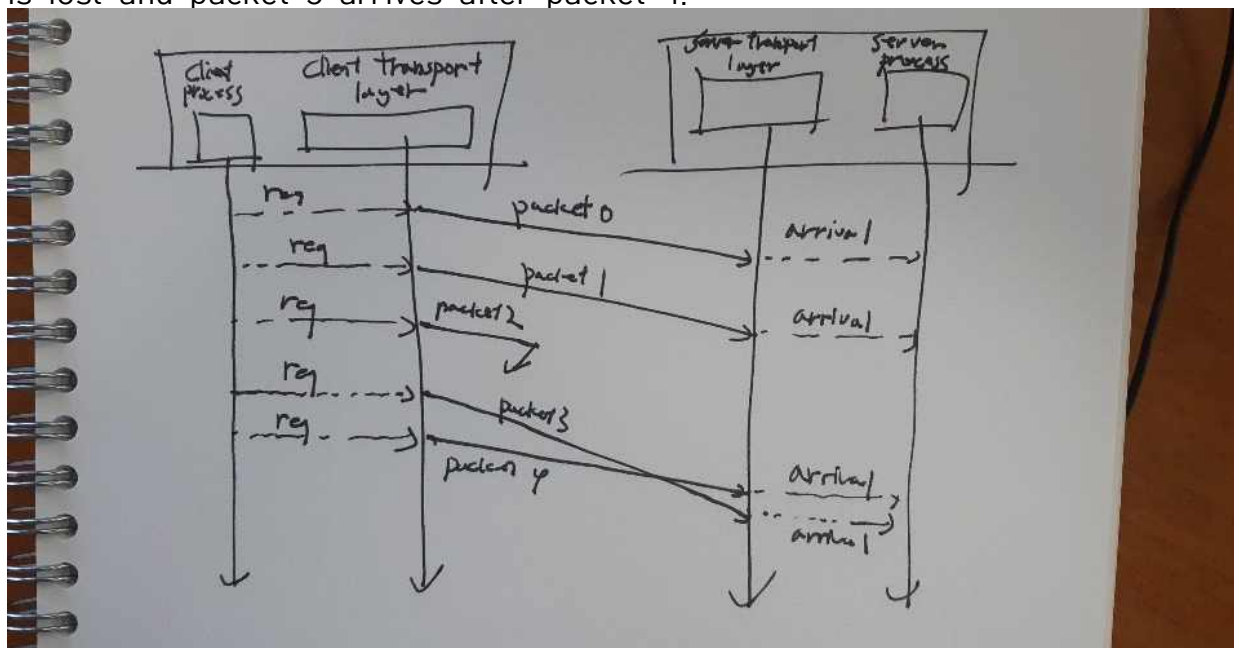 is lost and packet 3 arrives after packet 4.
Client process
Client transport layer
Server transport layer
Server process
req
packet 0
arrival
req
packet 1
arrival
req
packet 2
req
packet 3
req
packet 4
arrival
arrival